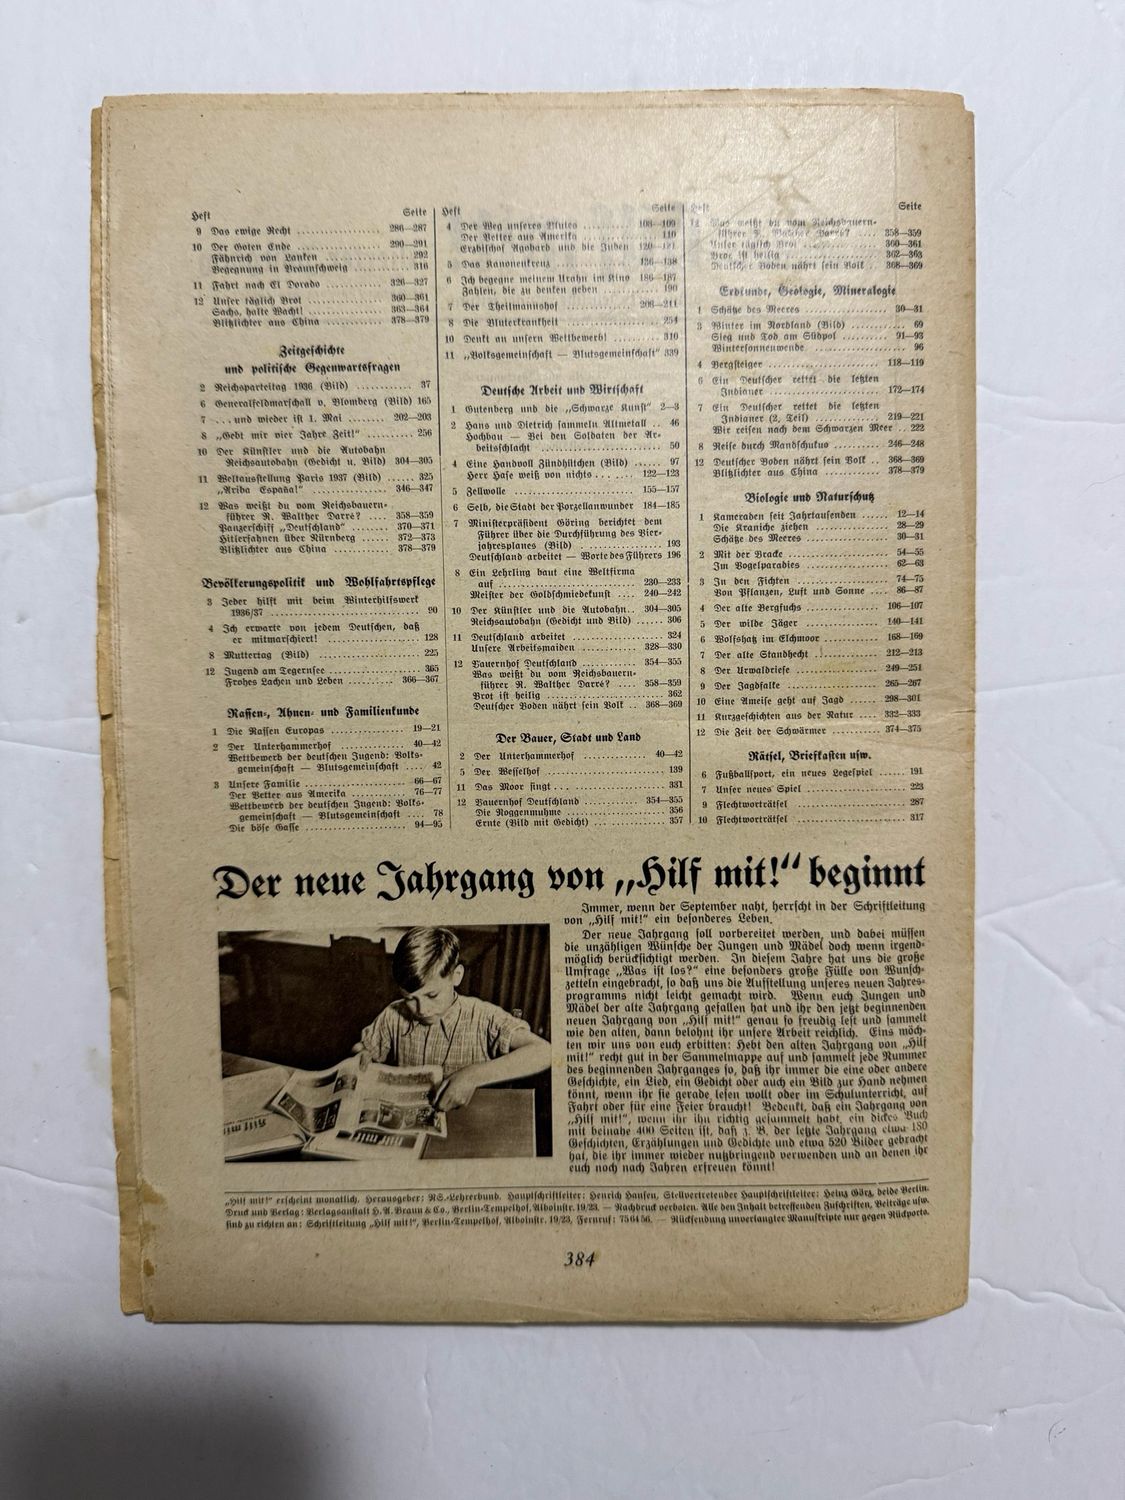 Heft Seite
9 Das ewige Recht 286—287
10 Der Goten Ende 290—291
Fähnrich von Lanken 292
Begegnung in Braunschweig 316
11 Fahrt nach El Dorado 326—327
12 Unser täglich Brot 360—361
Sachs, halte Wacht! 363—364
Blitzlichter aus China 378—379
Zeitgeschichte
und politische Gegenwartsfragen
2 Reichsparteitag 1936 (Bild) 37
6 Generalfeldmarschall v. Blomberg (Bild) 165
7 ... und wieder ist 1. Mai 202—203
8 „Gebt mir vier Jahre Zeit!“ 256
10 Der Künstler und die Autobahn
Reichsautobahn (Gedicht u. Bild) 304—305
11 Weltausstellung Paris 1937 (Bild) 325
„Ariba España!“ 346—347
12 Was weißt du vom Reichsbauern-
führer R. Walther Darré? 358—359
Panzerschiff „Deutschland“ 370—371
Hitlerfahnen über Nürnberg 372—373
Blitzlichter aus China 378—379
Bevölkerungspolitik und Wohlfahrtspflege
3 Jeder hilft mit beim Winterhilfswerk
1936/37 90
4 Ich erwarte von jedem Deutschen, daß
er mitmarschiert! 128
8 Muttertag (Bild) 225
12 Jugend am Tegernsee 365
Frohes Lachen und Leben 366—367
Rassen-, Ahnen- und Familienkunde
1 Die Rassen Europas 19—21
2 Der Unterhammerhof 40—42
Wettbewerb der deutschen Jugend: Volks-
gemeinschaft — Blutsgemeinschaft 42
3 Unsere Familie 66—67
Der Vetter aus Amerika 76—77
Wettbewerb der deutschen Jugend: Volks-
gemeinschaft — Blutsgemeinschaft 78
Die böse Gasse 94—95
Heft Seite
4 Der Weg unseres Blutes 108—109
Der Vetter aus Amerika 110
Erzbischof Agobard und die Juden 120—121
5 Das Kanonenkreuz 136—138
6 Ich begegne meinem Urahn im Kino 186—187
Zahlen, die zu denken geben 190
7 Der Theilmannshof 206—211
8 Die Bluterkrankheit 254
10 Denkt an unsern Wettbewerb! 310
11 „Volksgemeinschaft — Blutsgemeinschaft“ 339
Deutsche Arbeit und Wirtschaft
1 Gutenberg und die „Schwarze Kunst“ 2—3
2 Hans und Dietrich sammeln Altmetall 46
Hochbau — Bei den Soldaten der Ar-
beitsschlacht 50
4 Eine Handvoll Zündhütchen (Bild) 97
Herr Hase weiß von nichts 122—123
5 Zellwolle 155—157
6 Selb, die Stadt der Porzellanwunder 184—185
7 Ministerpräsident Göring berichtet dem
Führer über die Durchführung des Vier-
jahresplanes (Bild) 193
Deutschland arbeitet — Worte des Führers 196
8 Ein Lehrling baut eine Weltfirma
auf 230—233
Meister der Goldschmiedekunst 240—242
10 Der Künstler und die Autobahn 304—305
Reichsautobahn (Gedicht und Bild) 306
11 Deutschland arbeitet 324
Unsere Arbeitsmaiden 328—330
12 Bauernhof Deutschland 354—355
Was weißt du vom Reichsbauern-
führer R. Walther Darré? 358—359
Brot ist heilig 362
Deutscher Boden nährt sein Volk 368—369
Der Bauer, Stadt und Land
2 Der Unterhammerhof 40—42
5 Der Wesselhof 139
11 Das Moor singt 331
12 Bauernhof Deutschland 354—355
Die Roggenmuhme 356
Ernte (Bild mit Gedicht) 357
Heft Seite
12 Was weißt du vom Reichsbauern-
führer R. Walther Darré? 358—359
Unser täglich Brot 360—361
Brot ist heilig 362—363
Deutscher Boden nährt sein Volk 368—369
Erdkunde, Geologie, Mineralogie
1 Schätze des Meeres 30—31
3 Winter im Nordland (Bild) 69
Sieg und Tod am Südpol 91—93
Wintersonnenwende 96
4 Bergsteiger 118—119
6 Ein Deutscher rettet die letzten
Indianer 172—174
7 Ein Deutscher rettet die letzten
Indianer (2. Teil) 219—221
Wir reisen nach dem Schwarzen Meer 222
8 Reise durch Mandschukuo 246—248
12 Deutscher Boden nährt sein Volk 368—369
Blitzlichter aus China 378—379
Biologie und Naturschutz
1 Kameraden seit Jahrtausenden 12—14
Die Kraniche ziehen 28—29
Schätze des Meeres 30—31
2 Mit der Bracke 54—55
Im Vogelparadies 62—63
3 In den Fichten 74—75
Von Pflanzen, Luft und Sonne 86—87
4 Der alte Bergfuchs 106—107
5 Der wilde Jäger 140—141
6 Wolfshatz im Elchmoor 168—169
7 Der alte Standhecht 212—213
8 Der Urwaldriese 249—251
9 Der Jagdfalke 265—267
10 Eine Ameise geht auf Jagd 298—301
11 Kurzgeschichten aus der Natur 332—333
12 Die Zeit der Schwärmer 374—375
Rätsel, Briefkasten usw.
6 Fußballsport, ein neues Legespiel 191
7 Unser neues Spiel 223
9 Flechtworträtsel 287
10 Flechtworträtsel 317
Der neue Jahrgang von „Hilf mit!“ beginnt
Immer, wenn der September naht, herrscht in der Schriftleitung
von „Hilf mit!“ ein besonderes Leben.
Der neue Jahrgang soll vorbereitet werden, und dabei müssen
die unzähligen Wünsche der Jungen und Mädel doch wenn irgend-
möglich berücksichtigt werden. In diesem Jahre hat uns die große
Umfrage „Was ist los?“ eine besonders große Fülle von Wunsch-
zetteln eingebracht, so daß uns die Aufstellung unseres neuen Jahres-
programms nicht leicht gemacht wird. Wenn euch Jungen und
Mädel der alte Jahrgang gefallen hat und ihr den jetzt beginnenden
neuen Jahrgang von „Hilf mit!“ genau so freudig lest und sammelt
wie den alten, dann belohnt ihr unsere Arbeit reichlich. Eins möch-
ten wir uns von euch erbitten: Hebt den alten Jahrgang von „Hilf
mit!“ recht gut in der Sammelmappe auf und sammelt jede Nummer
des beginnenden Jahrganges so, daß ihr immer die eine oder andere
Geschichte, ein Lied, ein Gedicht oder auch ein Bild zur Hand nehmen
könnt, wenn ihr sie gerade lesen wollt oder im Schulunterricht, auf
Fahrt oder für eine Feier braucht! Bedenkt, daß ein Jahrgang von
„Hilf mit!“, wenn ihr ihn richtig gesammelt habt, ein dickes Buch
mit beinahe 400 Seiten ist, daß z. B. der letzte Jahrgang etwa 180
Geschichten, Erzählungen und Gedichte und etwa 520 Bilder gebracht
hat, die ihr immer wieder nutzbringend verwenden und an denen ihr
euch noch nach Jahren erfreuen könnt!
„Hilf mit!“ erscheint monatlich. Herausgeber: NS.-Lehrerbund. Hauptschriftleiter: Henrich Hansen, Stellvertretender Hauptschriftleiter: Heinz Görz, beide Berlin.
Druck und Verlag: Verlagsanstalt H. A. Braun & Co., Berlin-Tempelhof, Alboinstr. 19/23. — Nachdruck verboten. Alle den Inhalt betreffenden Zuschriften, Beiträge usw.
sind zu richten an: Schriftleitung „Hilf mit!“, Berlin-Tempelhof, Alboinstr. 19/23, Fernruf: 75 64 56. — Rücksendung unverlangter Manuskripte nur gegen Rückporto.
384